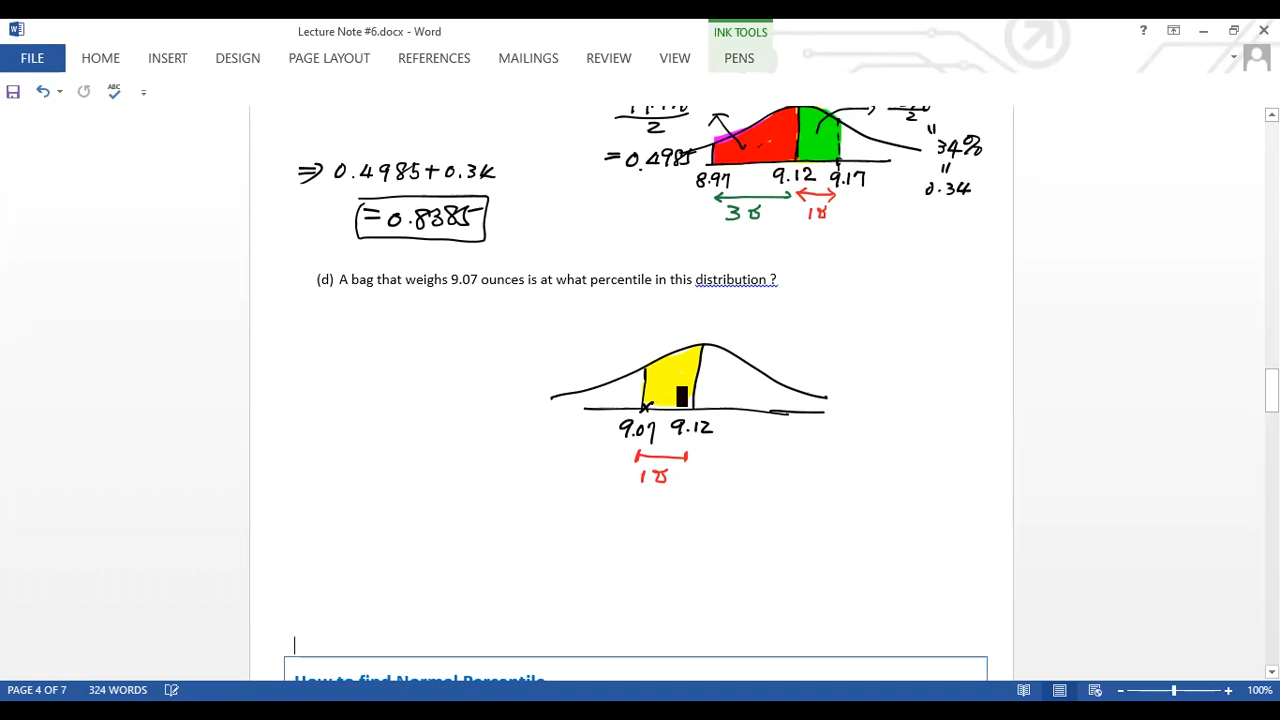 Lecture Note #6.docx - Word
INK TOOLS
FILE HOME INSERT DESIGN PAGE LAYOUT REFERENCES MAILINGS REVIEW VIEW PENS
ABC
2
2
= 0.4985
34%
=
0.34
8.97 9.12 9.17
3σ 1σ
⇒ 0.4985 + 0.34
= 0.8385
(d) A bag that weighs 9.07 ounces is at what percentile in this distribution ?
9.07 9.12
1σ
How to find Normal Percentile
PAGE 4 OF 7 324 WORDS 100%